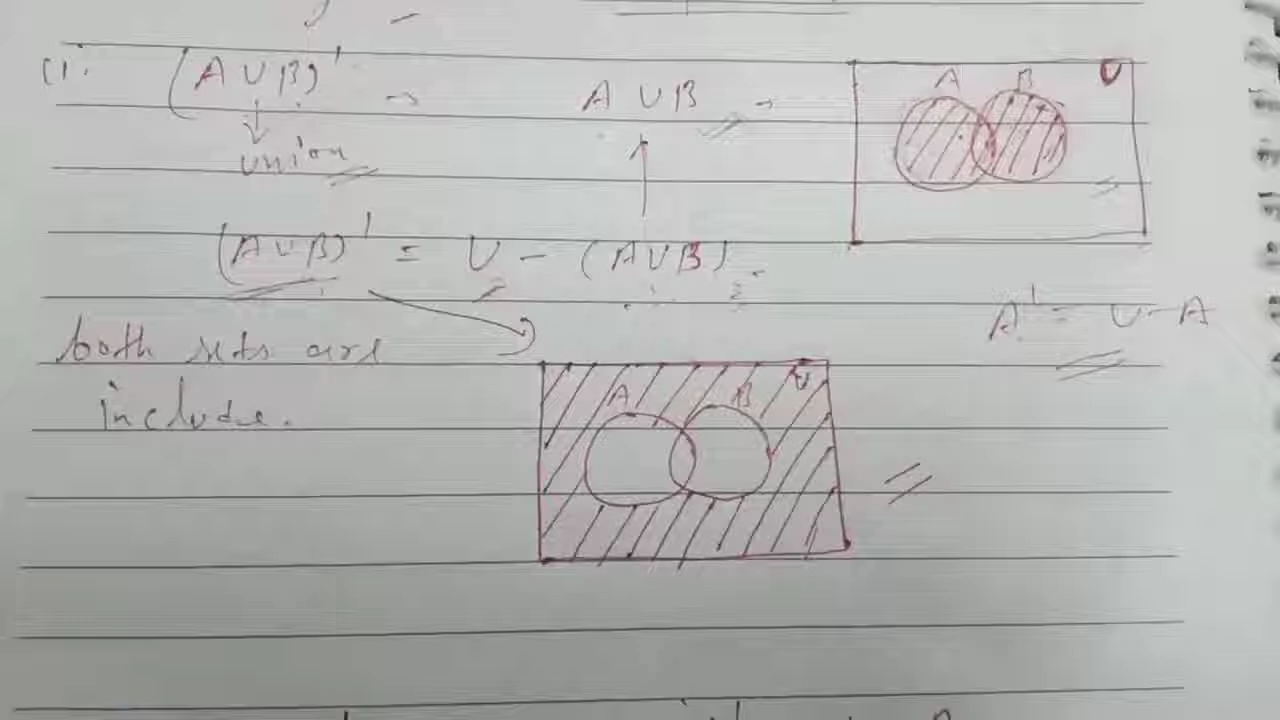 (1. (A ∪ B)' → A ∪ B →
A B U
union
(A ∪ B)' = U - (A ∪ B).
A' = U - A
both sets are
include.
A B U